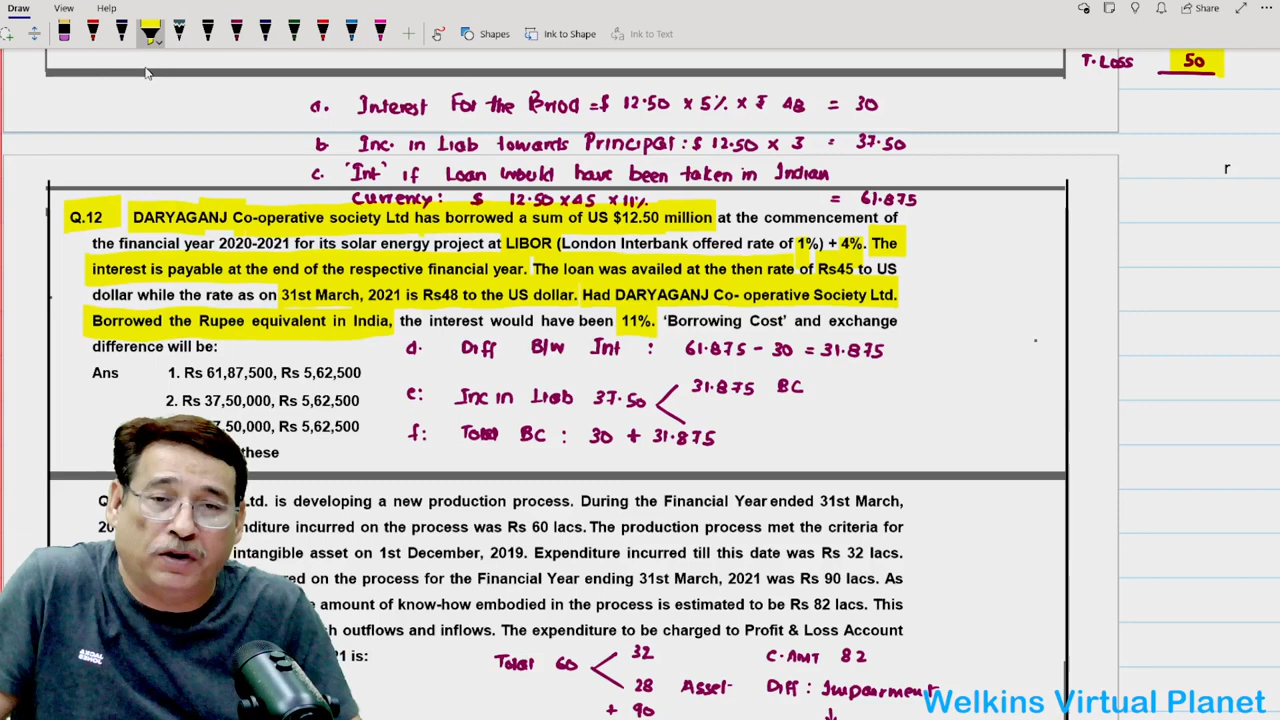 Draw View Help
Share
Shapes Ink to Shape Ink to Text
T. Loss 50
a. Interest For the Priod = $ 12.50 x 5% x ₹ 48 = 30
b Inc. in Liab towards Principal: $ 12.50 x 3 = 37.50
c. 'Int' if Loan would have been taken in Indian
Currency: $ 12.50 x 45 x 11% = 61.875
r
Q.12 DARYAGANJ Co-operative society Ltd has borrowed a sum of US $12.50 million at the commencement of
the financial year 2020-2021 for its solar energy project at LIBOR (London Interbank offered rate of 1%) + 4%. The
interest is payable at the end of the respective financial year. The loan was availed at the then rate of Rs45 to US
dollar while the rate as on 31st March, 2021 is Rs48 to the US dollar. Had DARYAGANJ Co- operative Society Ltd.
Borrowed the Rupee equivalent in India, the interest would have been 11%. ‘Borrowing Cost’ and exchange
difference will be:
d. Diff B/w Int : 61.875 - 30 = 31.875
Ans 1. Rs 61,87,500, Rs 5,62,500
e: Inc in Liab 37.50 31.875 BC
2. Rs 37,50,000, Rs 5,62,500
7,50,000, Rs 5,62,500
f: Total BC : 30 + 31.875
these
Ltd. is developing a new production process. During the Financial Year ended 31st March,
expenditure incurred on the process was Rs 60 lacs. The production process met the criteria for
intangible asset on 1st December, 2019. Expenditure incurred till this date was Rs 32 lacs.
on the process for the Financial Year ending 31st March, 2021 was Rs 90 lacs. As
amount of know-how embodied in the process is estimated to be Rs 82 lacs. This
outflows and inflows. The expenditure to be charged to Profit & Loss Account
is:
Total 60 32 C. AMT 82
28 Asset Diff : Impairment
+ 90
Welkins Virtual Planet